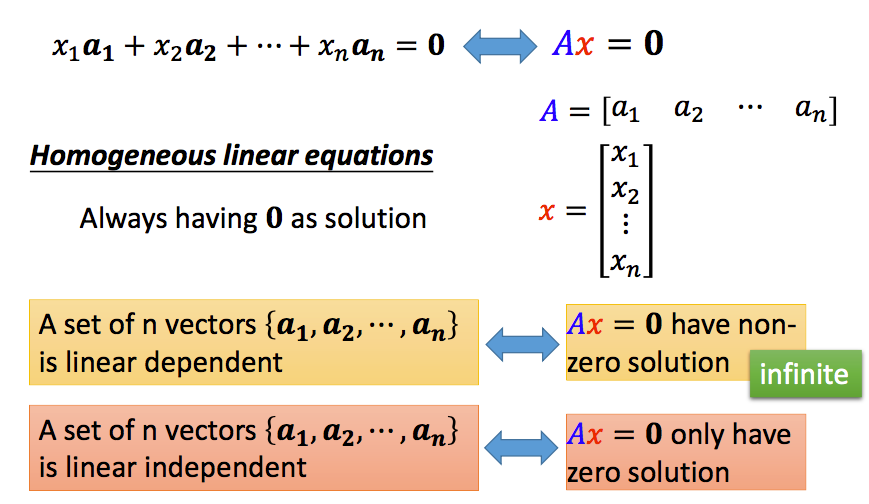 x₁a₁ + x₂a₂ + ⋯ + xₙaₙ = 0 Ax = 0
A = [a₁ a₂ ⋯ aₙ]
Homogeneous linear equations
Always having 0 as solution
x = [x₁
x₂
⋮
xₙ]
A set of n vectors {a₁, a₂, ⋯ , aₙ}
is linear dependent
Ax = 0 have non-
zero solution
infinite
A set of n vectors {a₁, a₂, ⋯ , aₙ}
is linear independent
Ax = 0 only have
zero solution